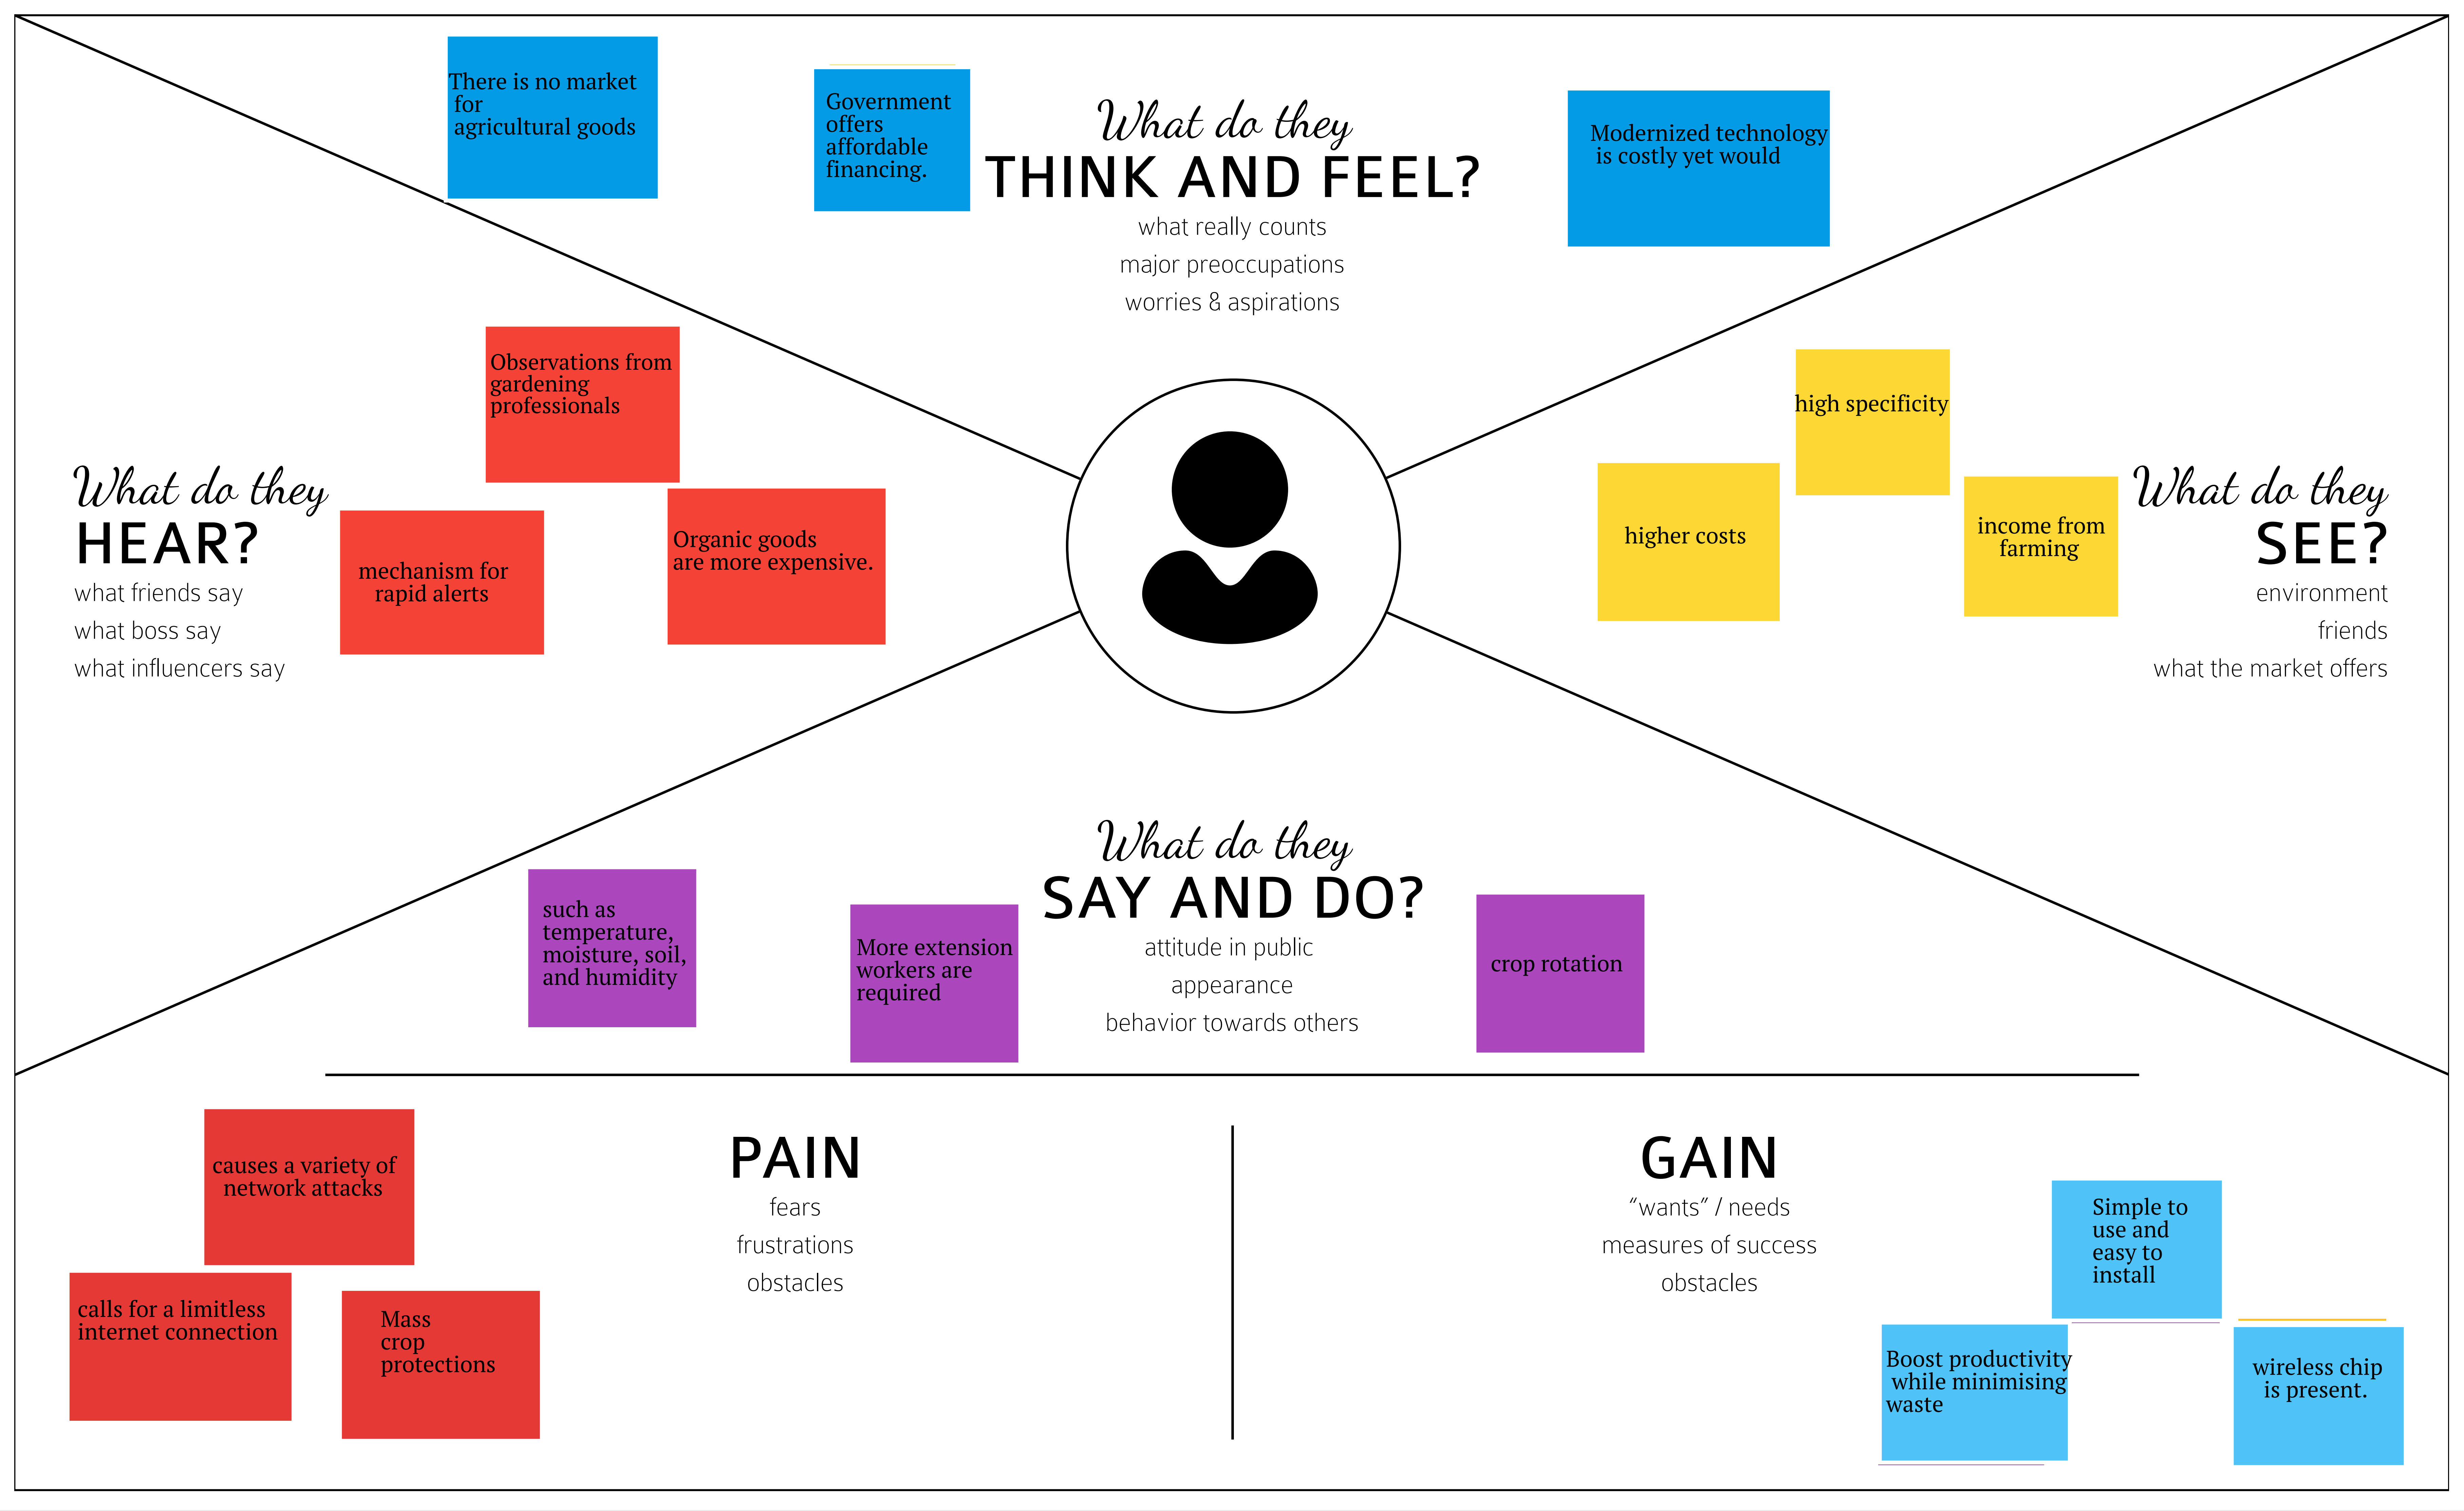 There is no market
for
agricultural goods
Government
offers
affordable
financing.
What do they
THINK AND FEEL?
what really counts
major preoccupations
worries & aspirations
Modernized technology
is costly yet would
What do they
HEAR?
what friends say
what boss say
what influencers say
Observations from
gardening
professionals
mechanism for
rapid alerts
Organic goods
are more expensive.
high specificity
higher costs
income from
farming
What do they
SEE?
environment
friends
what the market offers
What do they
SAY AND DO?
attitude in public
appearance
behavior towards others
such as
temperature,
moisture, soil,
and humidity
More extension
workers are
required
crop rotation
PAIN
fears
frustrations
obstacles
causes a variety of
network attacks
calls for a limitless
internet connection
Mass
crop
protections
GAIN
“wants” / needs
measures of success
obstacles
Simple to
use and
easy to
install
Boost productivity
while minimising
waste
wireless chip
is present.